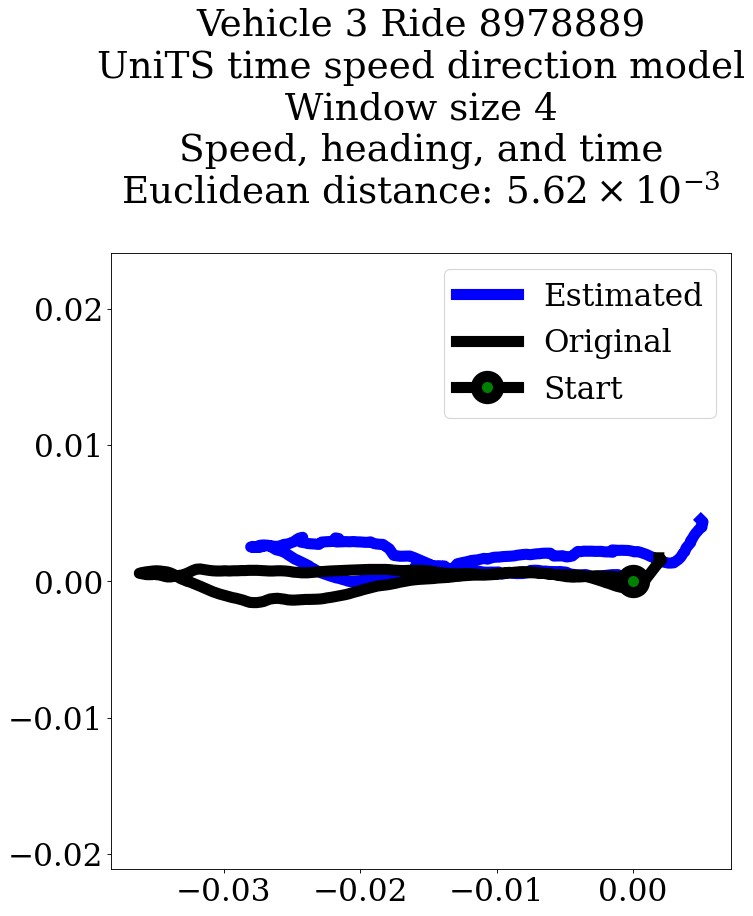 Vehicle 3 Ride 8978889
UniTS time speed direction model
Window size 4
Speed, heading, and time
Euclidean distance: 5.62 × 10⁻³
Estimated
Original
Start
0.02
0.01
0.00
−0.01
−0.02
−0.03 −0.02 −0.01 0.00